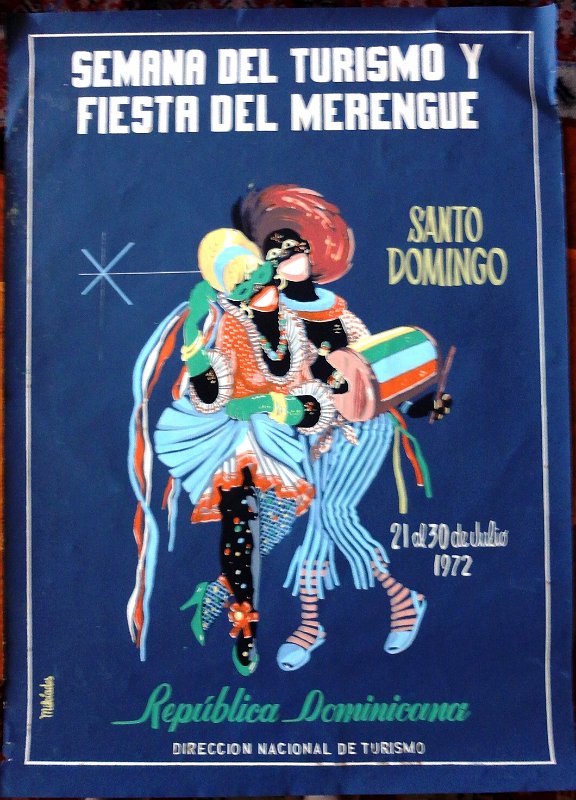 SEMANA DEL TURISMO Y
FIESTA DEL MERENGUE
SANTO
DOMINGO
21 al 30 de Julio
1972
República Dominicana
DIRECCION NACIONAL DE TURISMO